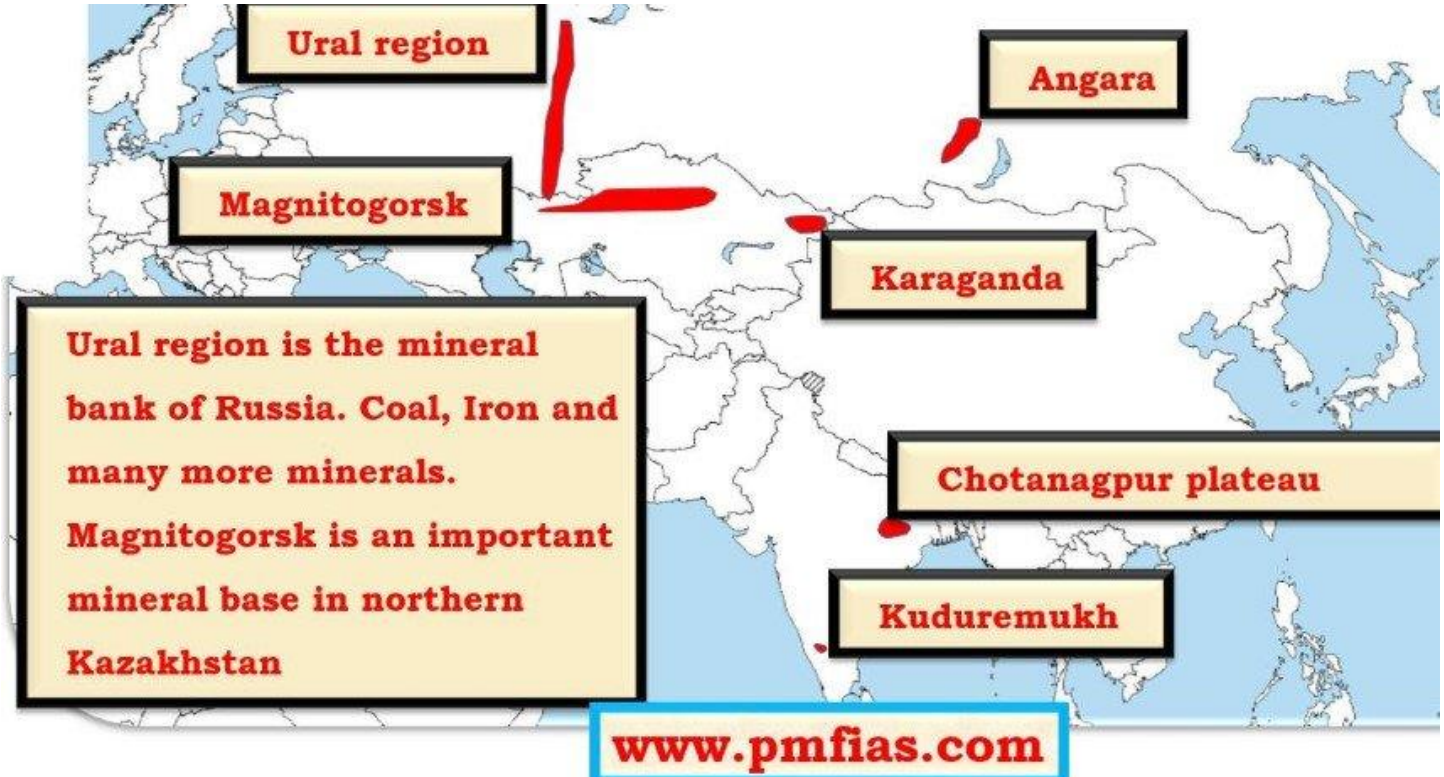 Ural region
Angara
Magnitogorsk
Karaganda
Ural region is the mineral
bank of Russia. Coal, Iron and
many more minerals.
Magnitogorsk is an important
mineral base in northern
Kazakhstan
Chotanagpur plateau
Kuduremukh
www.pmfias.com